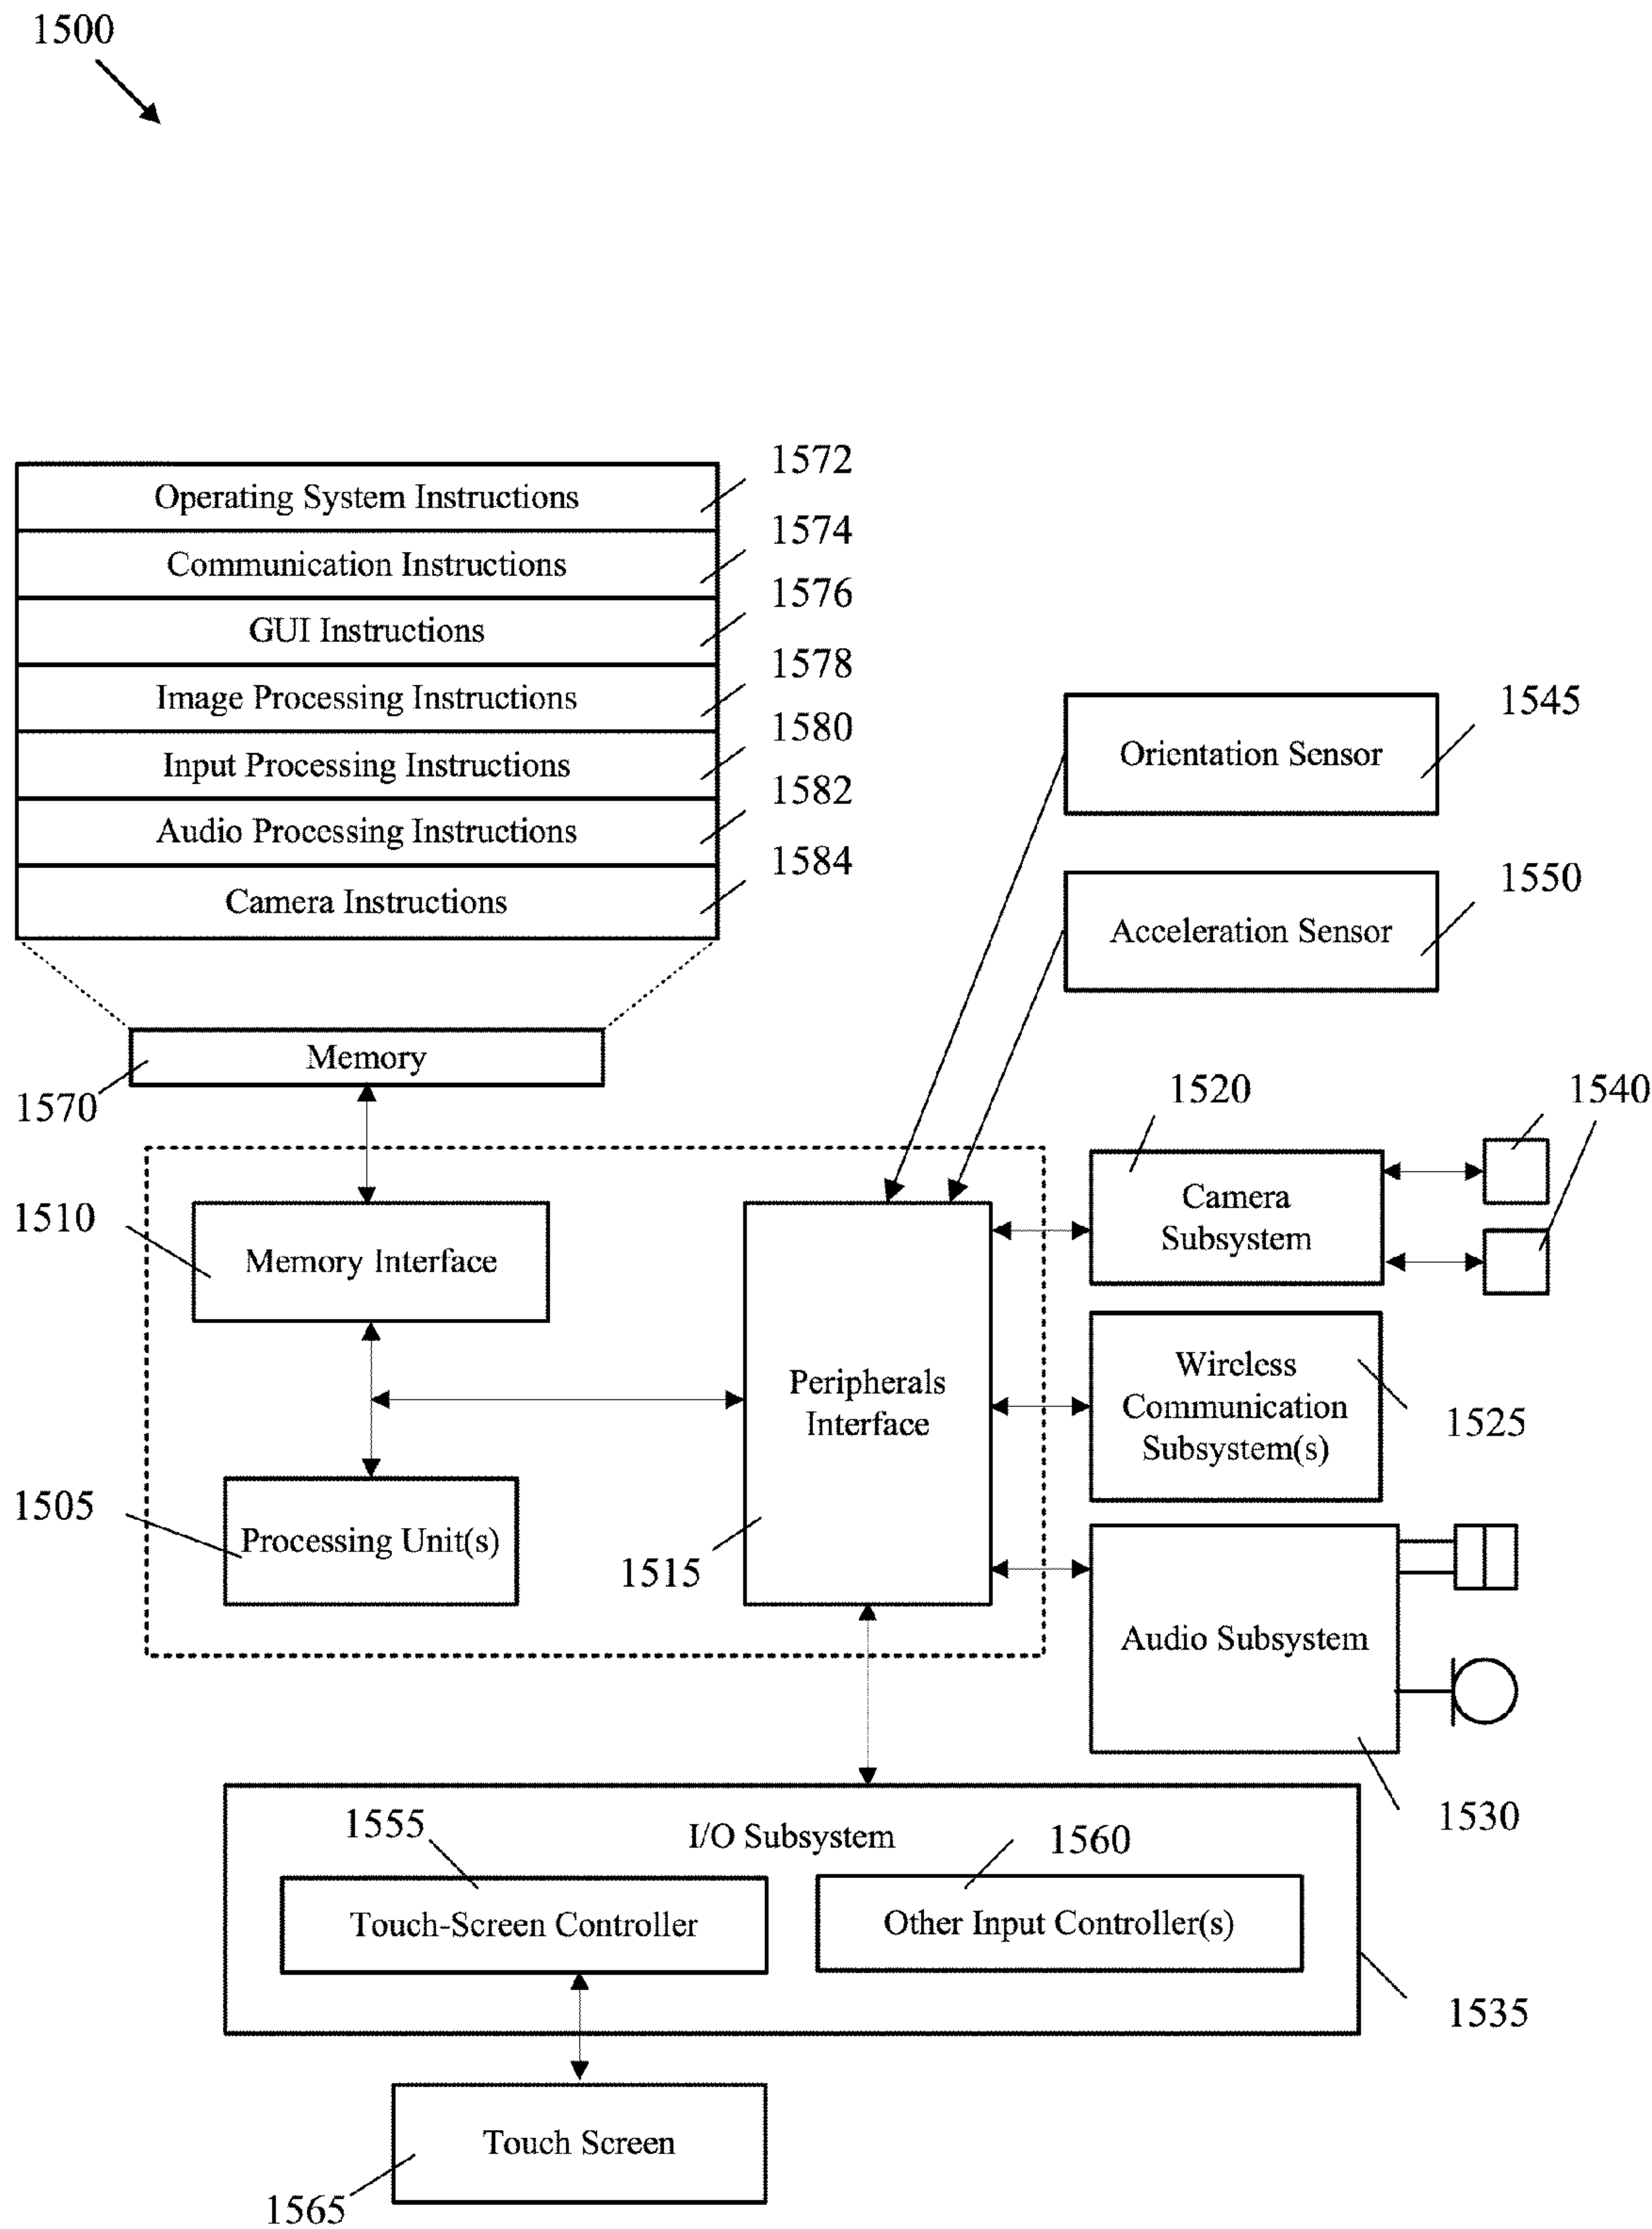 1500
1572
Operating System Instructions
1574
Communication Instructions
1576
GUI Instructions
1578
Image Processing Instructions
1580
Input Processing Instructions
1582
Audio Processing Instructions
1584
Camera Instructions
1545
Orientation Sensor
1550
Acceleration Sensor
Memory
1570
1520
1540
Camera
Subsystem
1510
Memory Interface
Peripherals
Interface
Wireless
Communication
Subsystem(s)
1525
1505
Processing Unit(s)
1515
Audio Subsystem
1530
1555
I/O Subsystem
1560
Touch-Screen Controller
Other Input Controller(s)
1535
Touch Screen
1565